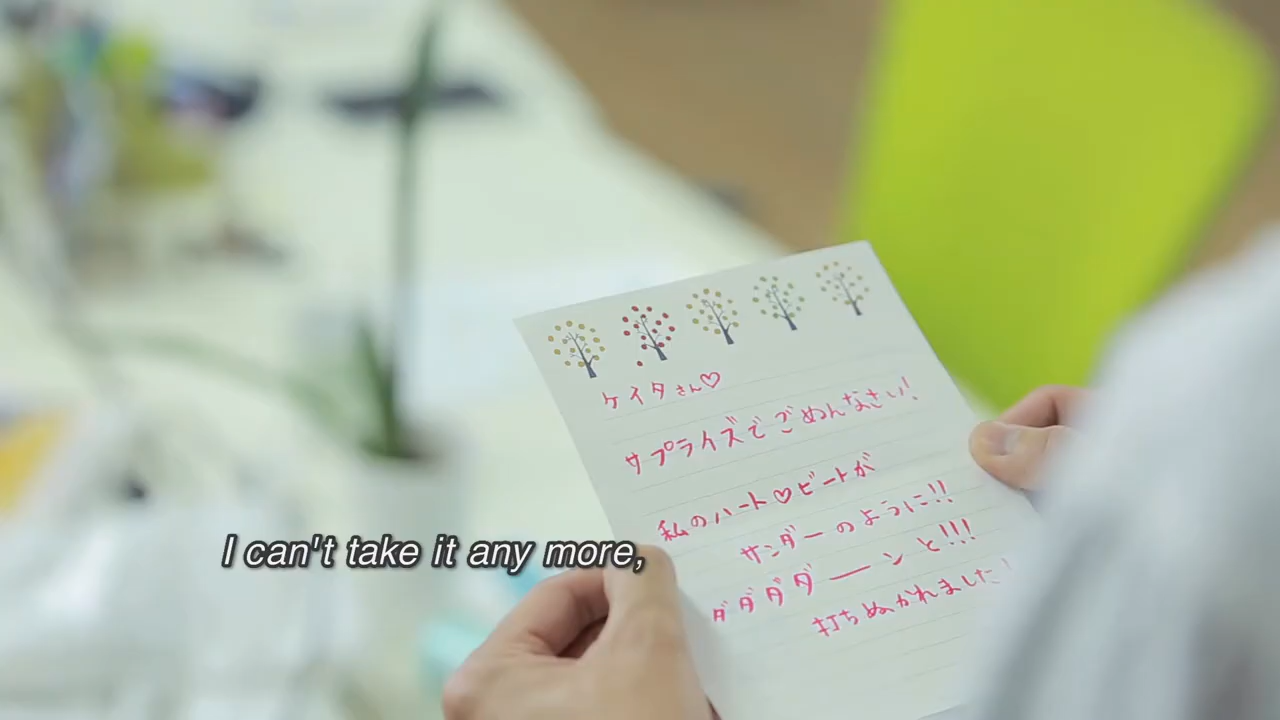 ケイタさん♡
サプライズでごめんなさい!
私のハート♡ビートが
サンダーのように!!
ダダダダーンと!!!
打ちぬかれました!
I can't take it any more,